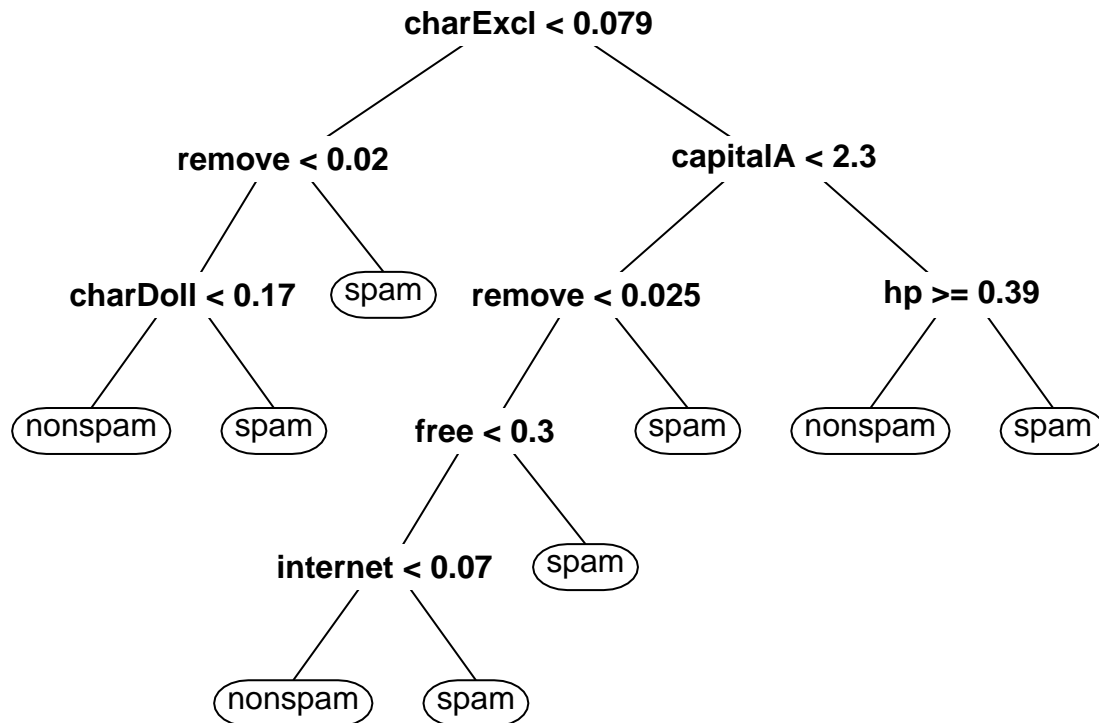 charExcl < 0.079
remove < 0.02
capitalA < 2.3
charDoll < 0.17
spam
remove < 0.025
hp >= 0.39
nonspam
spam
free < 0.3
spam
nonspam
spam
internet < 0.07
spam
nonspam
spam